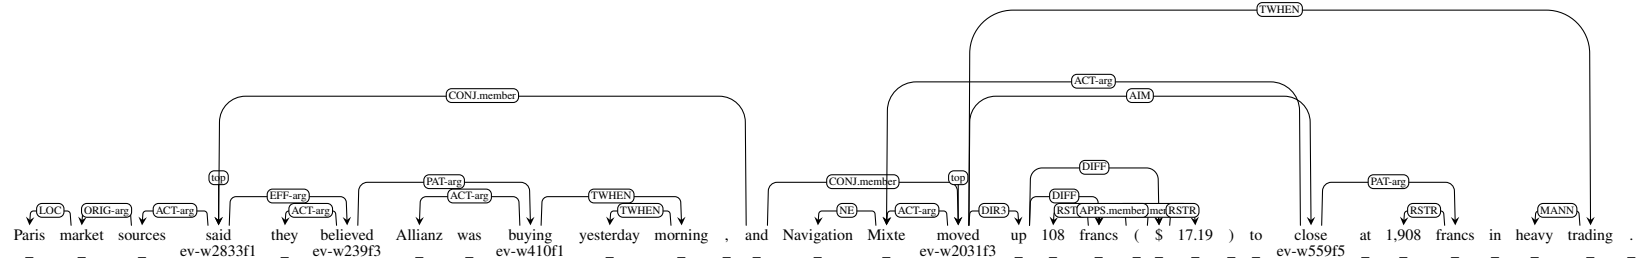 TWHEN
ACT-arg
CONJ.member AIM
DIFF
top EFF-arg PAT-arg ACT-arg TWHEN CONJ.member top DIFF PAT-arg
LOC ORIG-arg ACT-arg ACT-arg TWHEN NE ACT-arg DIR3 APPS.member RSTR RSTR MANN
Paris market sources said they believed Allianz was buying yesterday morning , and Navigation Mixte moved up 108 francs ( $ 17.19 ) to close at 1,908 francs in heavy trading .
_ _ _ ev-w2833f1 _ ev-w239f3 _ _ ev-w410f1 _ _ _ _ _ _ ev-w2031f3 _ _ _ _ _ _ _ _ ev-w559f5 _ _ _ _ _ _ _